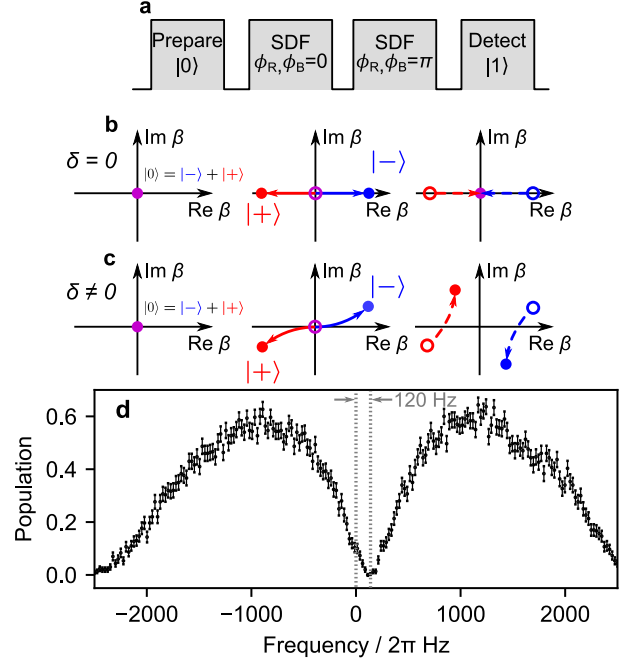 a
Prepare |0⟩
SDF ϕR,ϕB=0
SDF ϕR,ϕB=π
Detect |1⟩
b
δ = 0
Im β
|0⟩ = |−⟩ + |+⟩
Re β
Im β
|−⟩
|+⟩
Re β
Im β
Re β
c
δ ≠ 0
Im β
|0⟩ = |−⟩ + |+⟩
Re β
Im β
|−⟩
|+⟩
Re β
Im β
Re β
d
120 Hz
Population
0.6
0.4
0.2
0.0
−2000 −1000 0 1000 2000
Frequency / 2π Hz